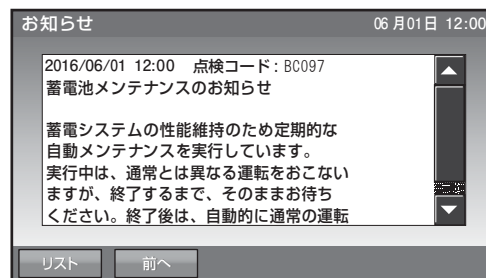 お知らせ 06月01日 12:00
2016/06/01 12:00 点検コード: BC097
蓄電池メンテナンスのお知らせ
蓄電システムの性能維持のため定期的な
自動メンテナンスを実行しています。
実行中は、通常とは異なる運転をおこない
ますが、終了するまで、そのままお待ち
ください。終了後は、自動的に通常の運転
リスト 前へ